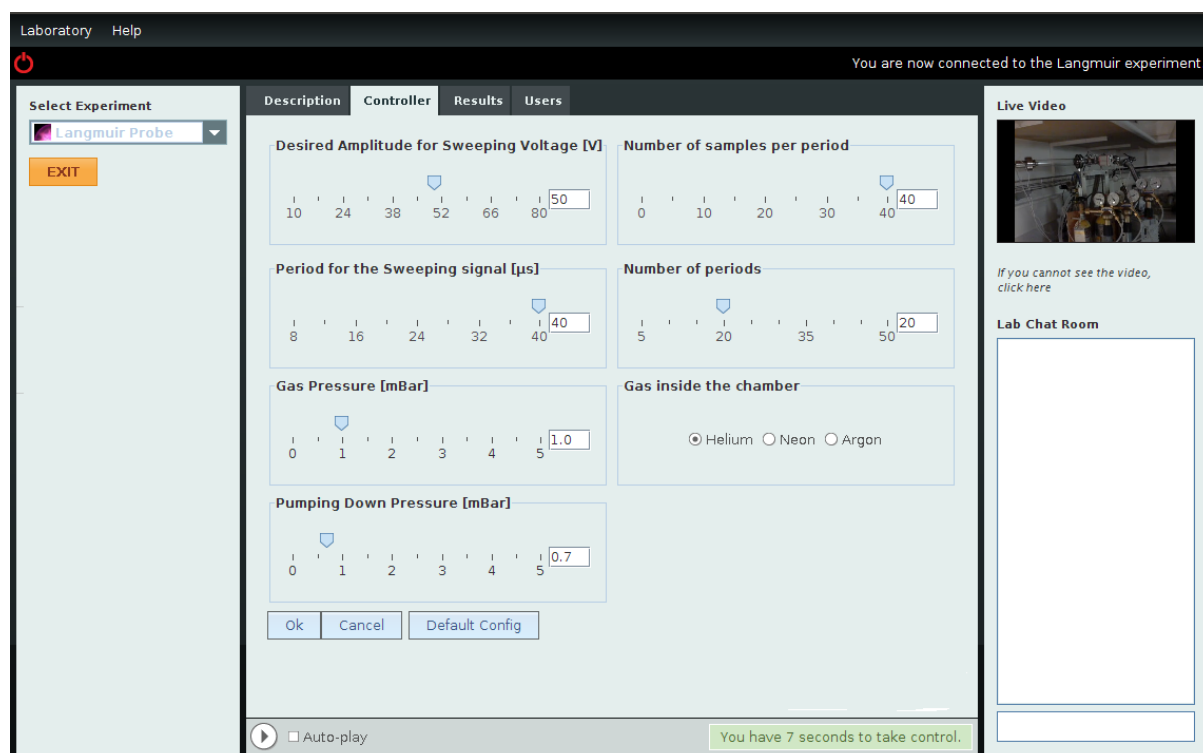 Laboratory Help
You are now connected to the Langmuir experiment
Select Experiment
Langmuir Probe
EXIT
Description Controller Results Users
Desired Amplitude for Sweeping Voltage [V]
10 24 38 52 66 80
50
Number of samples per period
0 10 20 30 40
40
Period for the Sweeping signal [µs]
8 16 24 32 40
40
Number of periods
5 20 35 50
20
Gas Pressure [mBar]
0 1 2 3 4 5
1.0
Gas inside the chamber
Helium Neon Argon
Pumping Down Pressure [mBar]
0 1 2 3 4 5
0.7
Ok Cancel Default Config
Auto-play
You have 7 seconds to take control.
Live Video
If you cannot see the video,
click here
Lab Chat Room